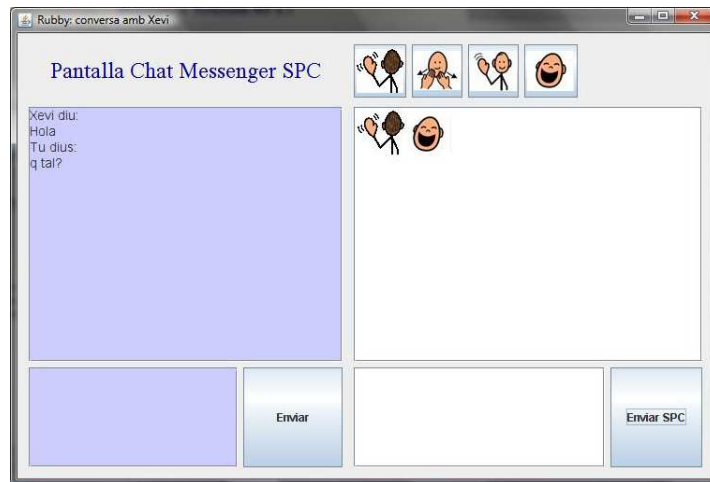 Rubby: conversa amb Xevi
Pantalla Chat Messenger SPC
Xevi diu:
Hola
Tu dius:
q tal?
Enviar
Enviar SPC